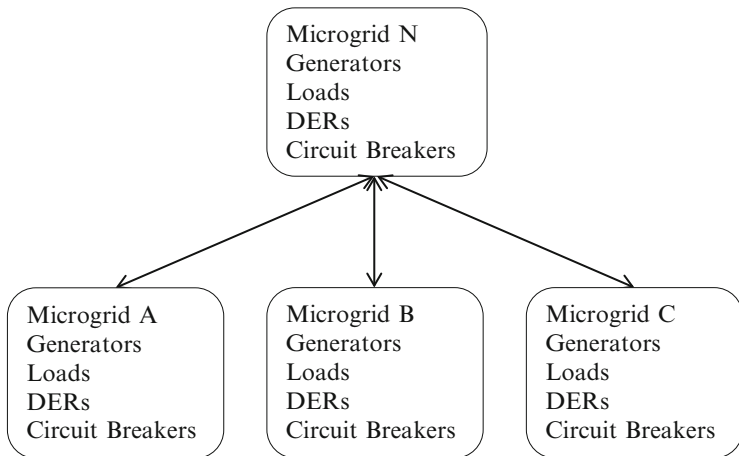 Microgrid N
Generators
Loads
DERs
Circuit Breakers
Microgrid A
Generators
Loads
DERs
Circuit Breakers
Microgrid B
Generators
Loads
DERs
Circuit Breakers
Microgrid C
Generators
Loads
DERs
Circuit Breakers